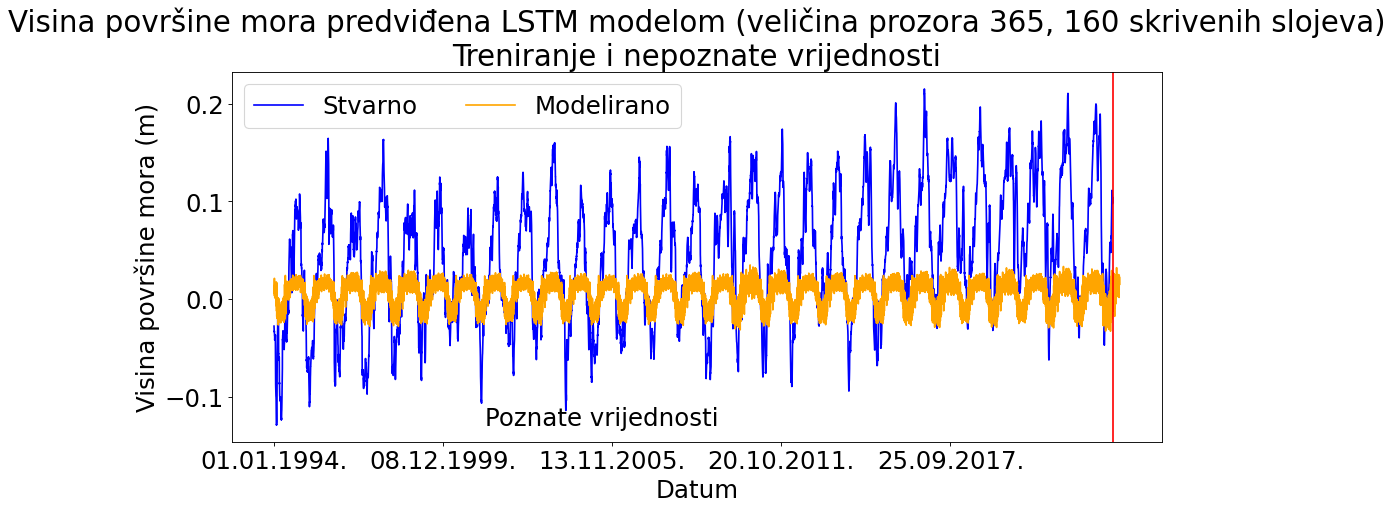 Visina površine mora predviđena LSTM modelom (veličina prozora 365, 160 skrivenih slojeva)
Treniranje i nepoznate vrijednosti
Stvarno
Modelirano
Visina površine mora (m)
0.2
0.1
0.0
−0.1
Poznate vrijednosti
01.01.1994.
08.12.1999.
13.11.2005.
20.10.2011.
25.09.2017.
Datum